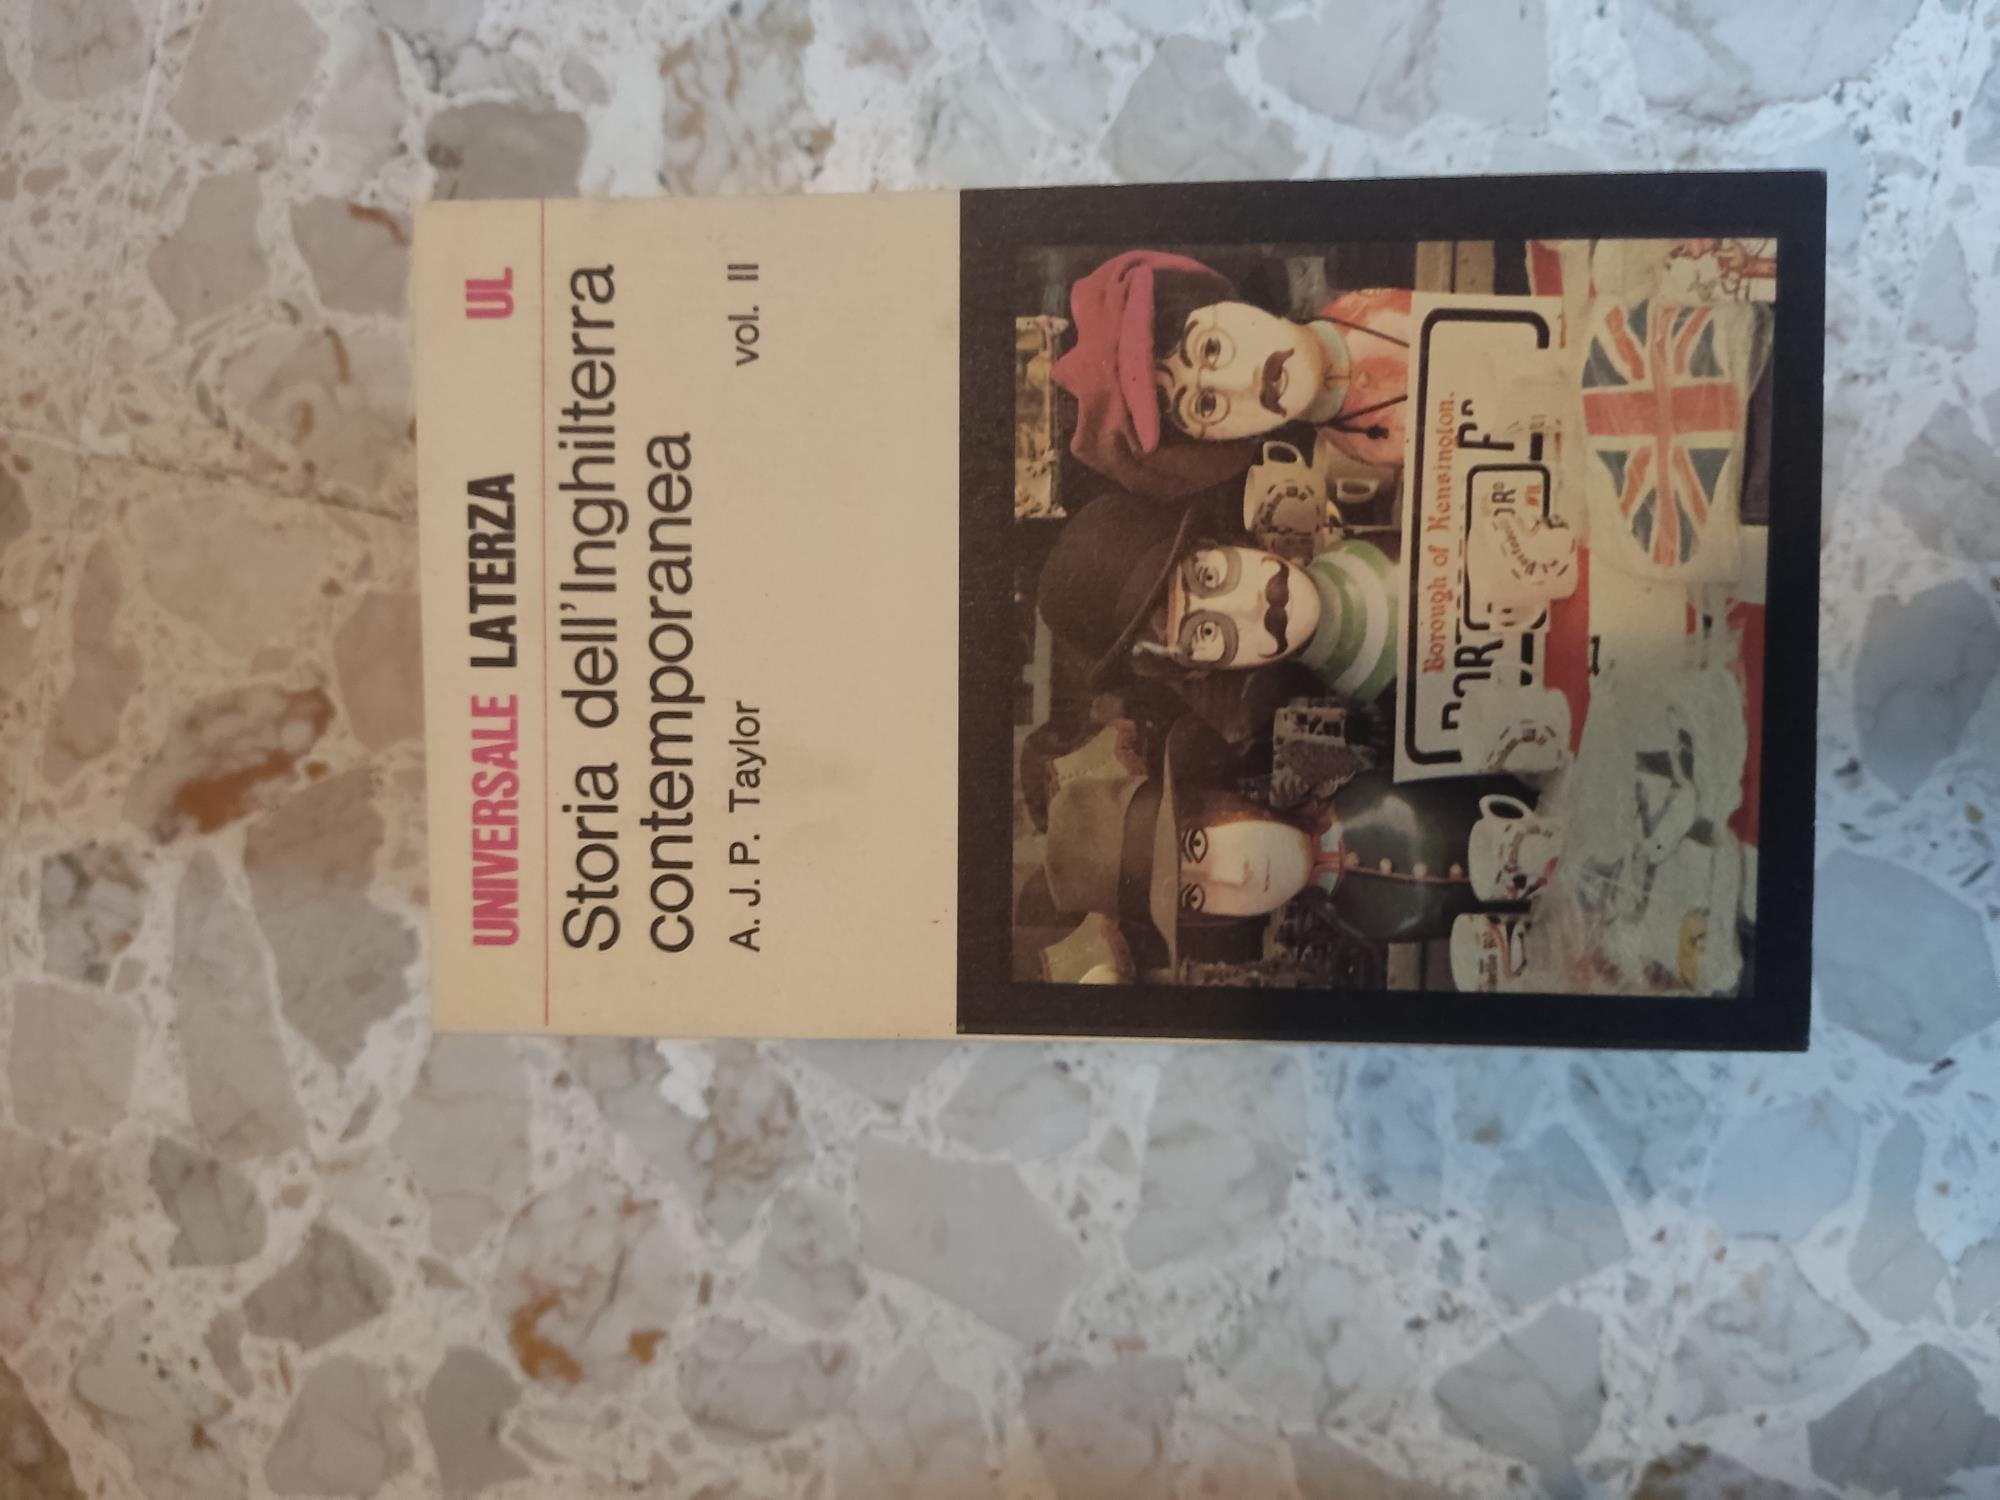 UNIVERSALE LATERZA UL
Storia dell'Inghilterra
contemporanea
A. J. P. Taylor vol. II
Borough of Kensington.